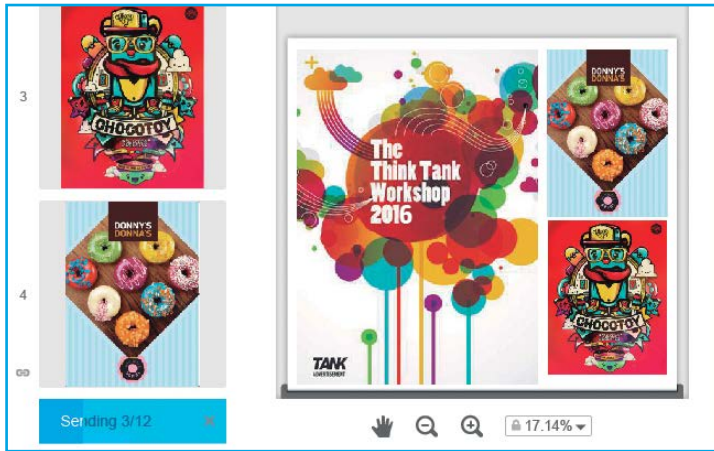 3
CHOCOTOY
4
DONNY'S
DONNA'S
Sending 3/12
The
Think Tank
Workshop
2016
TANK
ADVERTISEMENT
DONNY'S
DONNA'S
CHOCOTOY
17.14%